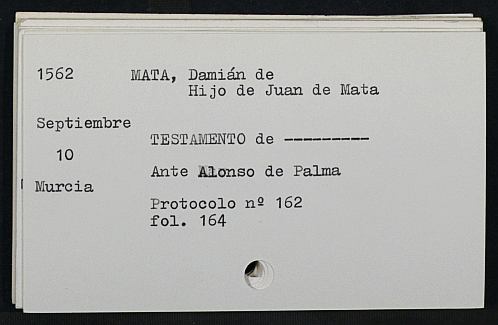 1562 MATA, Damián de
Hijo de Juan de Mata
Septiembre
TESTAMENTO de ---------
10
Ante Alonso de Palma
Murcia
Protocolo nº 162
fol. 164